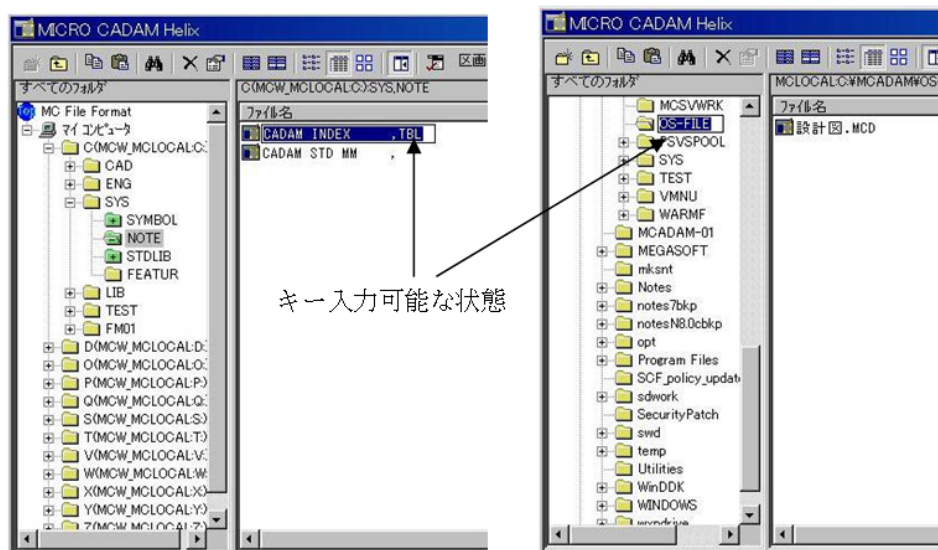 MICRO CADAM Helix
区画
すべてのフォルダ
C(MCW_MCLOCAL:C:):SYS,NOTE
MC File Format
マイ コンピュータ
C(MCW_MCLOCAL:C:
CAD
ENG
SYS
SYMBOL
NOTE
STDLIB
FEATUR
LIB
TEST
FM01
D(MCW_MCLOCAL:D:
O(MCW_MCLOCAL:O:
P(MCW_MCLOCAL:P:)
Q(MCW_MCLOCAL:Q:
S(MCW_MCLOCAL:S:)
T(MCW_MCLOCAL:T:)
V(MCW_MCLOCAL:V:
W(MCW_MCLOCAL:W:
X(MCW_MCLOCAL:X:)
Y(MCW_MCLOCAL:Y:)
Z(MCW_MCLOCAL:Z:)
ファイル名
CADAM INDEX ,TBL
CADAM STD MM ,
キー入力可能な状態
MICRO CADAM Helix
すべてのフォルダ
MCLOCAL:C:¥MCADAM¥OS
MCSVWRK
OS-FILE
PSVSPOOL
SYS
TEST
VMNU
WARMF
MCADAM-01
MEGASOFT
mksnt
Notes
notes7bkp
notesN8.0cbkp
opt
Program Files
SCF_policy_updat
sdwork
SecurityPatch
swd
temp
Utilities
WinDDK
WINDOWS
ファイル名
設計図.MCD